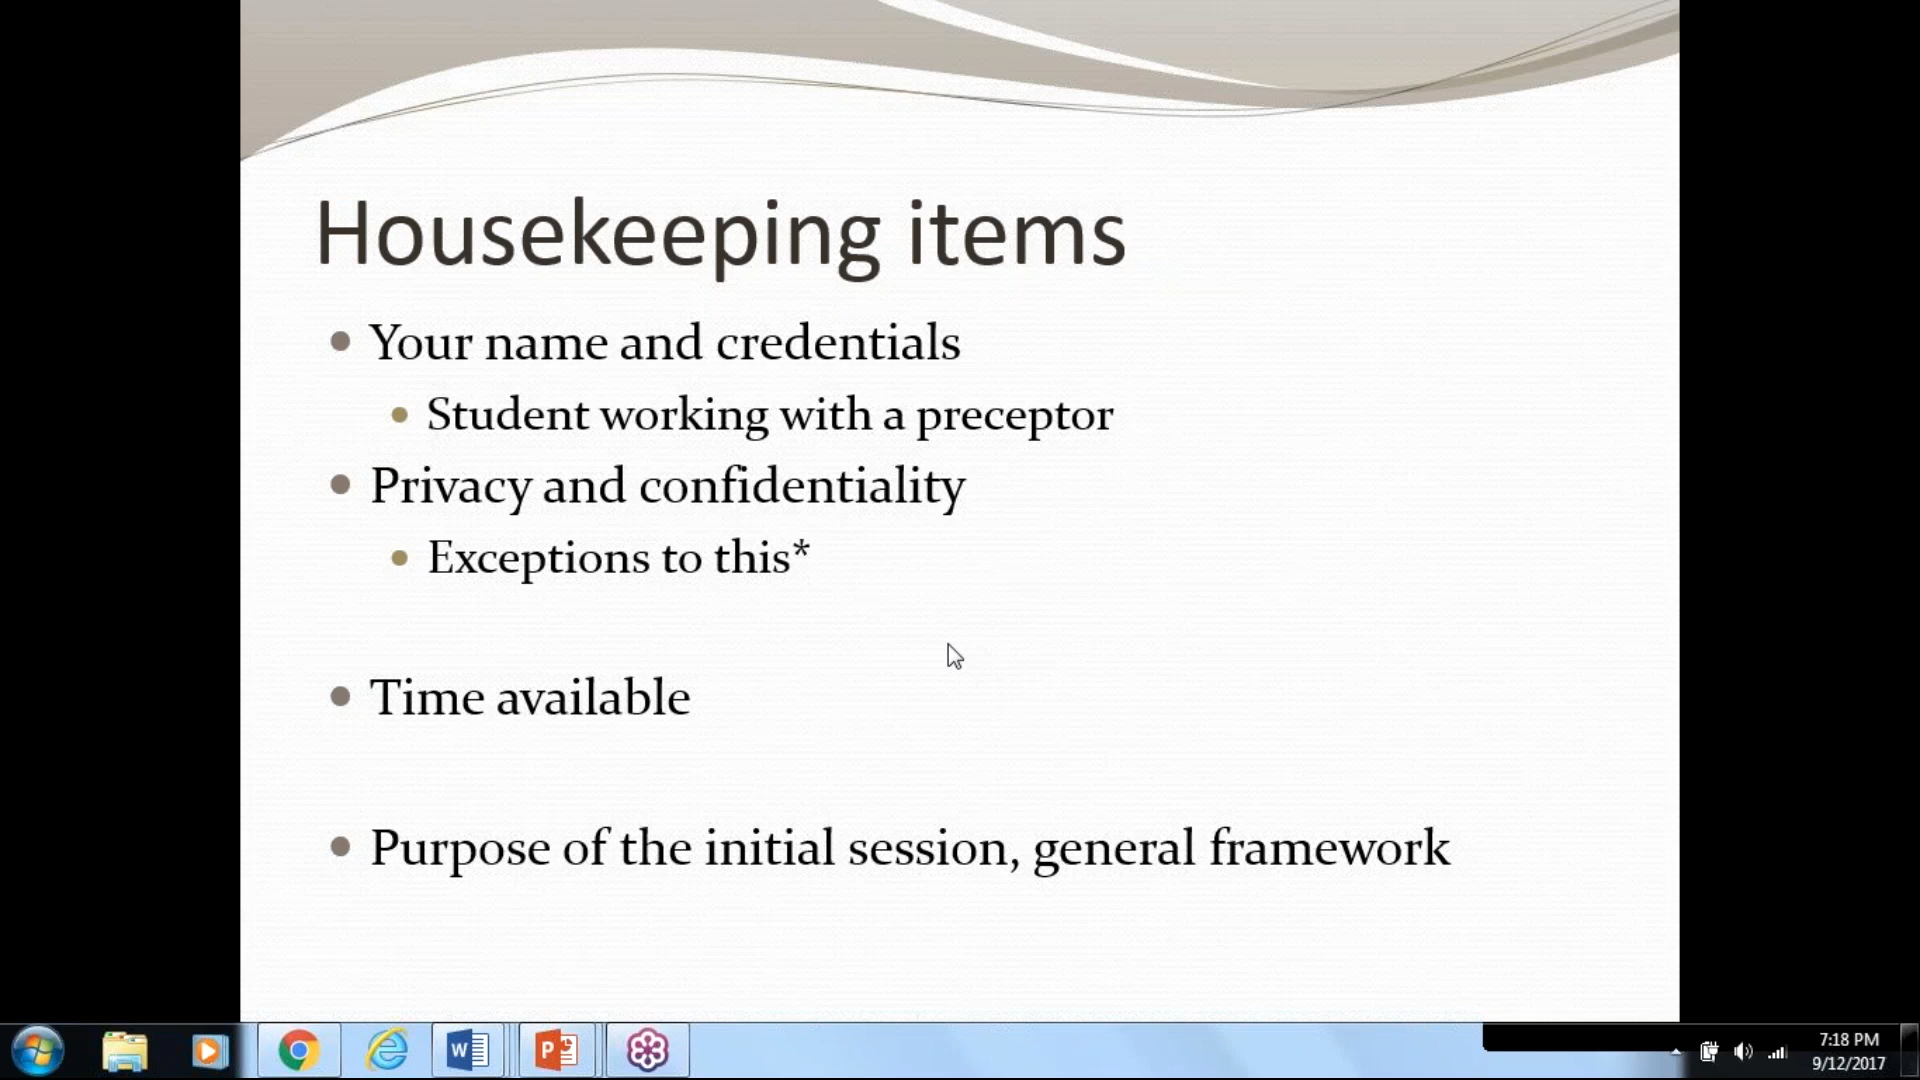 Housekeeping items
Your name and credentials
Student working with a preceptor
Privacy and confidentiality
Exceptions to this*
Time available
Purpose of the initial session, general framework
W
P
7:18 PM
9/12/2017